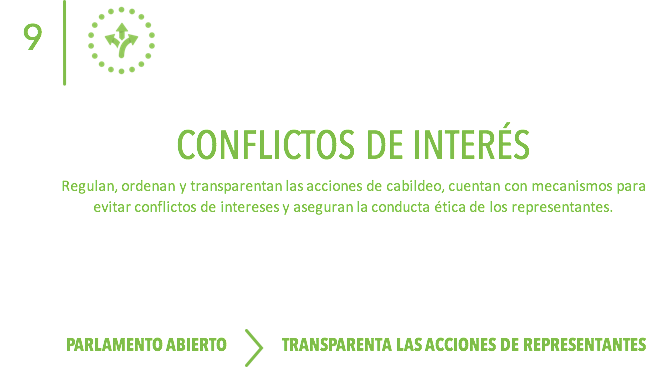 9
CONFLICTOS DE INTERÉS
Regulan, ordenan y transparentan las acciones de cabildeo, cuentan con mecanismos para
evitar conflictos de intereses y aseguran la conducta ética de los representantes.
PARLAMENTO ABIERTO
TRANSPARENTA LAS ACCIONES DE REPRESENTANTES